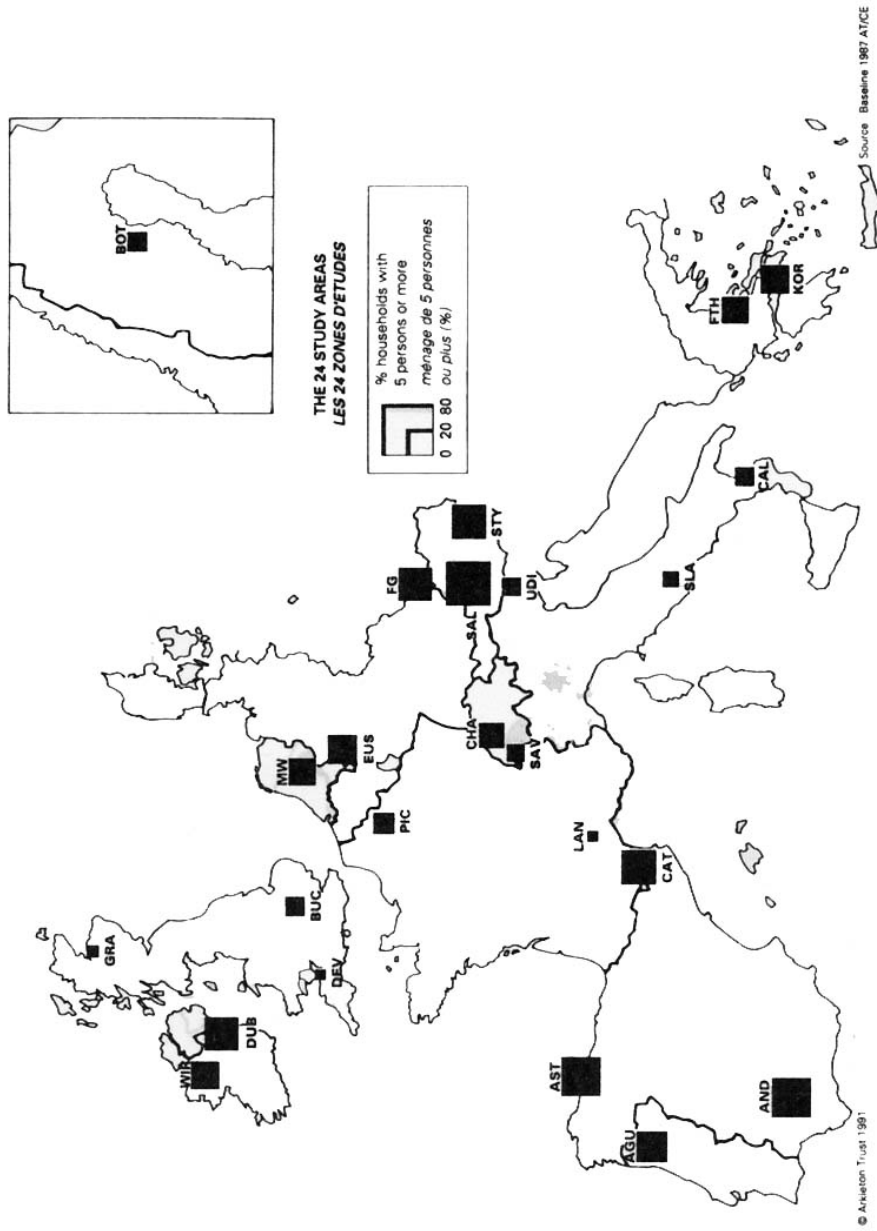 BOT
THE 24 STUDY AREAS
LES 24 ZONES D'ETUDES
% households with
5 persons or more
ménage de 5 personnes
ou plus (%)
0 20 80
GRA
WIR
DUB
DEV
BUC
MW
EUS
PIC
FG
SAL
STY
UDI
CHA
SAV
LAN
CAT
AST
AGU
AND
SLA
CAL
FTH
KOR
© Arkleton Trust 1991
Source Baseline 1987 AT/CE